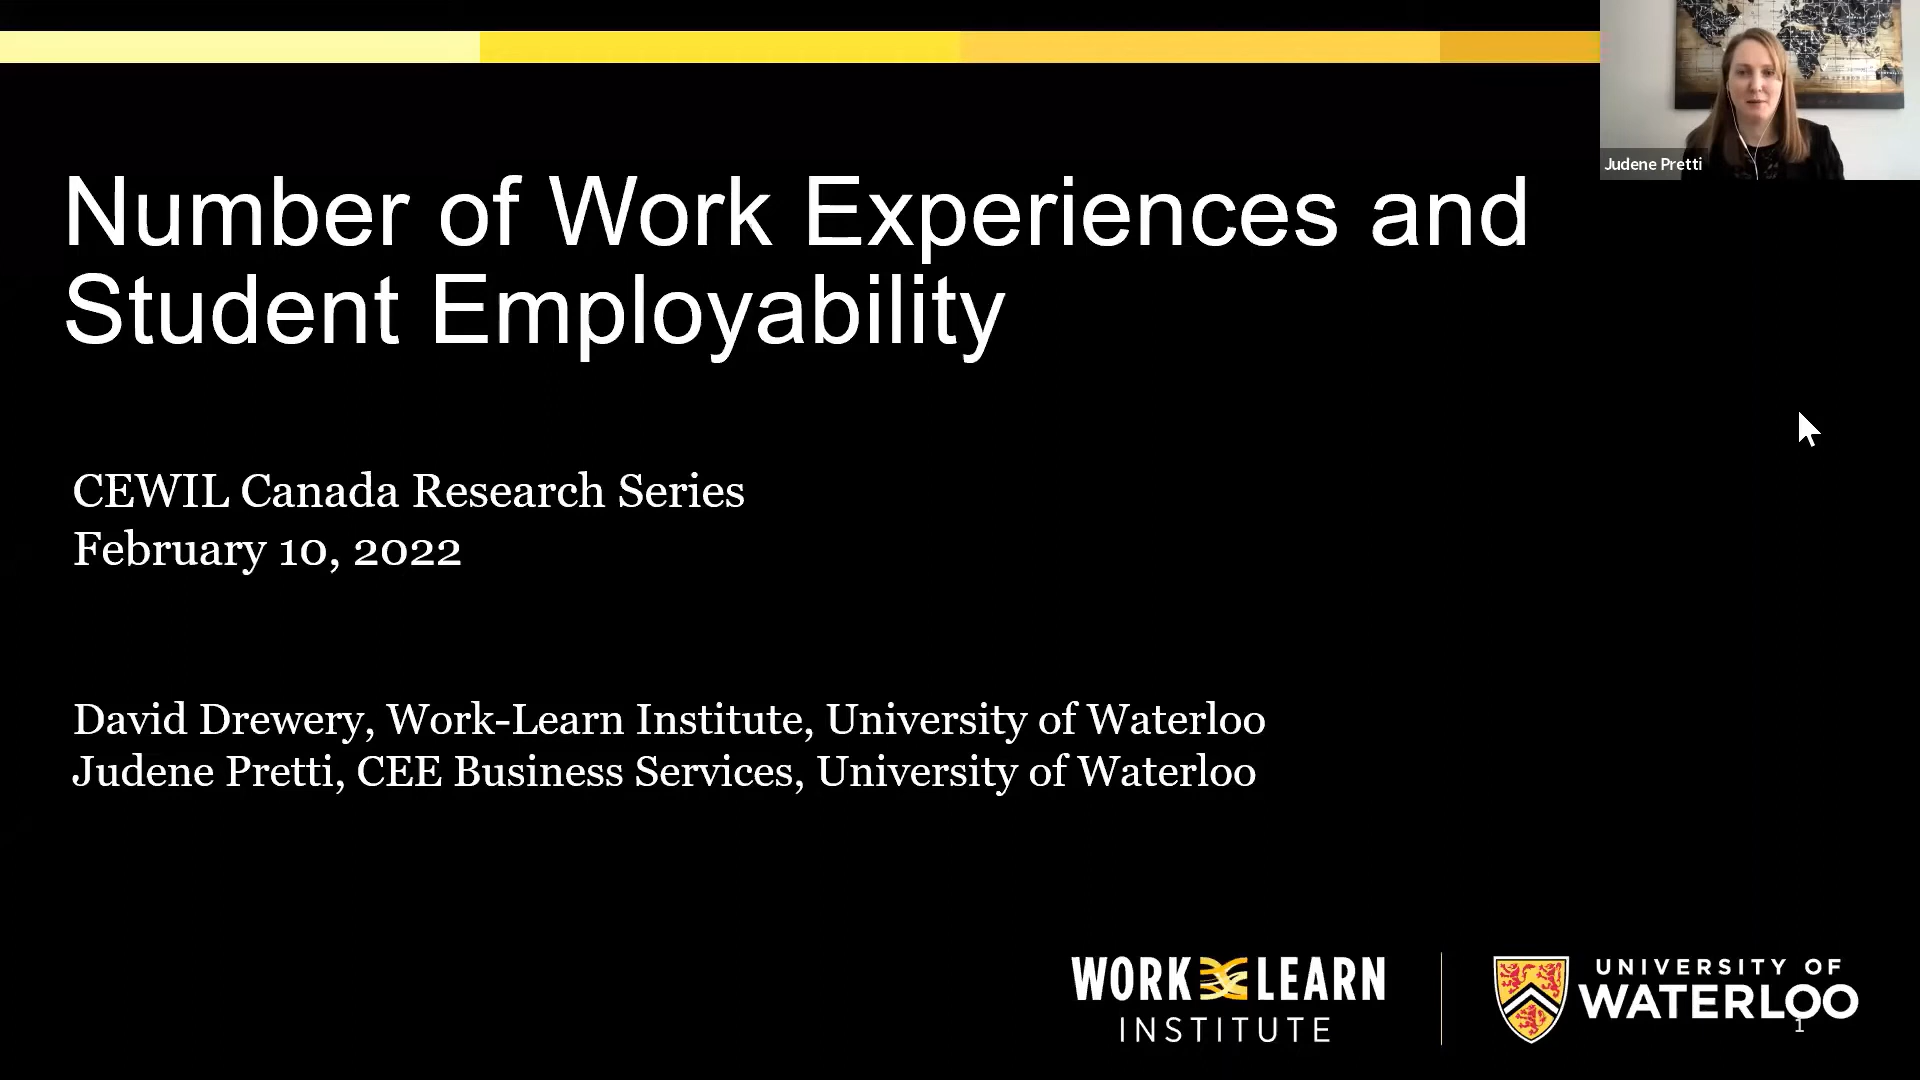 Judene Pretti
Number of Work Experiences and
Student Employability
CEWIL Canada Research Series
February 10, 2022
David Drewery, Work-Learn Institute, University of Waterloo
Judene Pretti, CEE Business Services, University of Waterloo
WORK LEARN
INSTITUTE
UNIVERSITY OF
WATERLOO
1